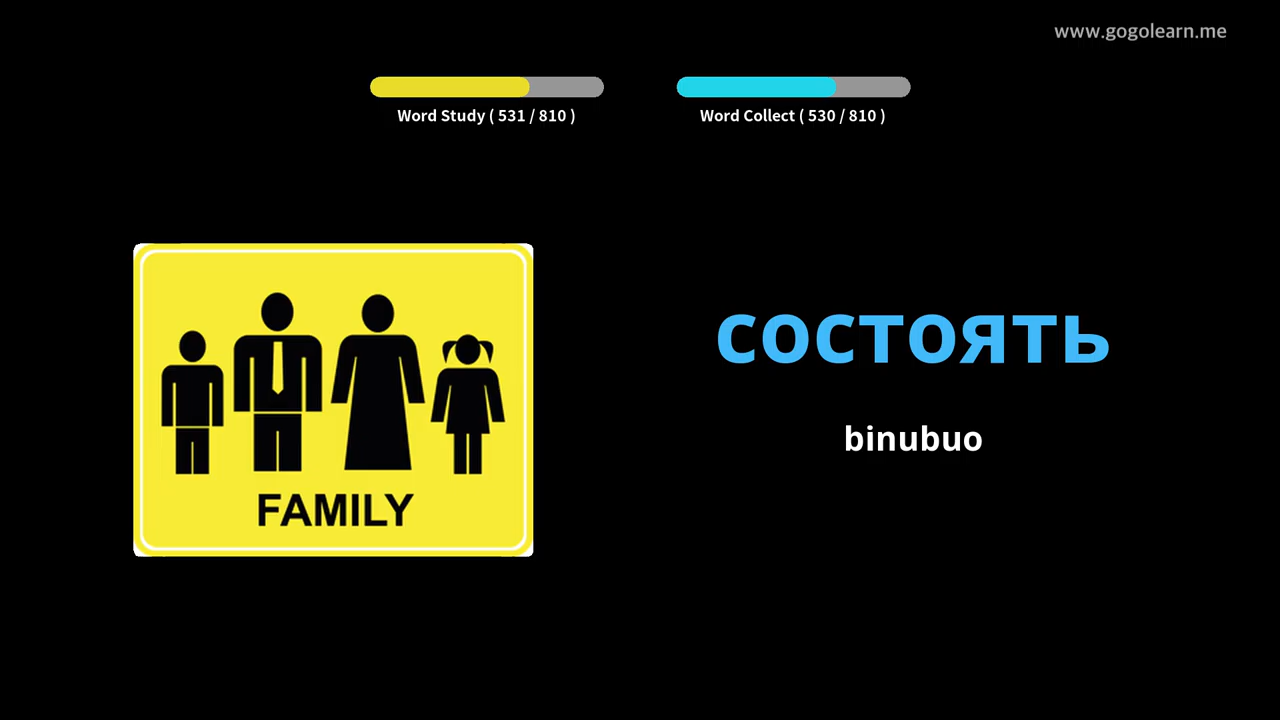 www.gogolearn.me
Word Study ( 531 / 810 )
Word Collect ( 530 / 810 )
FAMILY
состоять
binubuo